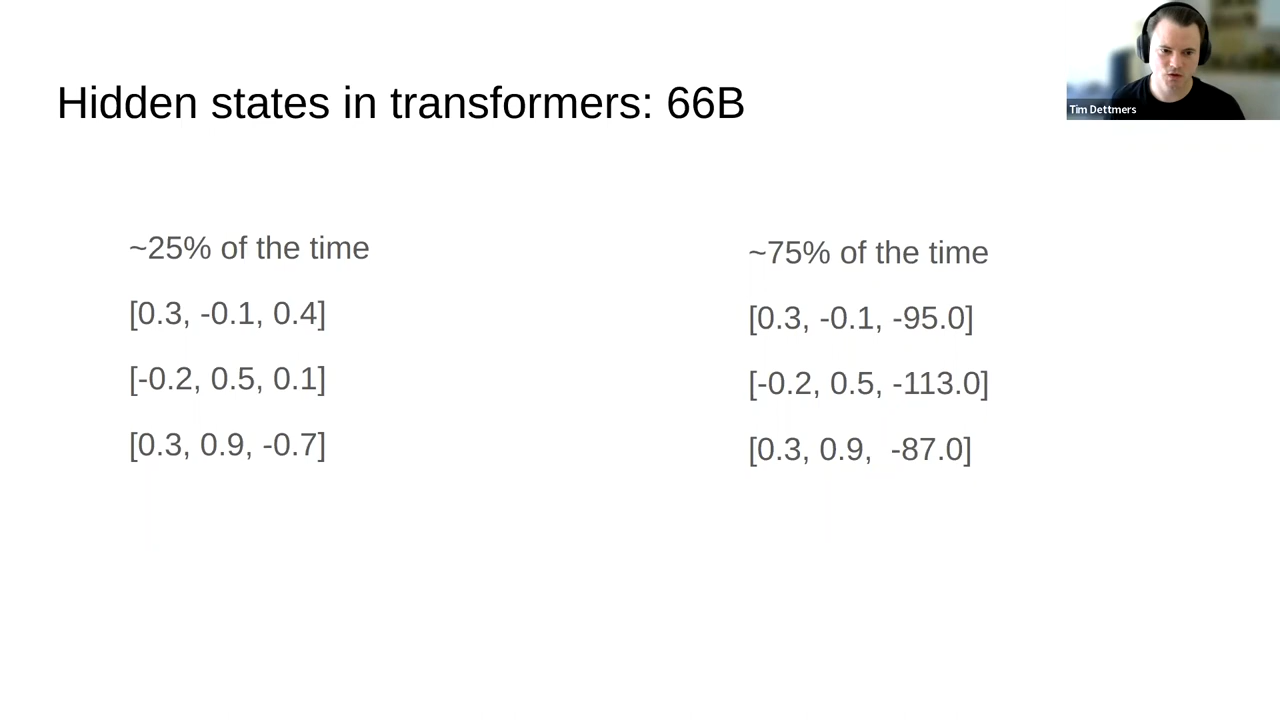 Hidden states in transformers: 66B
Tim Dettmers
~25% of the time
[0.3, -0.1, 0.4]
[-0.2, 0.5, 0.1]
[0.3, 0.9, -0.7]
~75% of the time
[0.3, -0.1, -95.0]
[-0.2, 0.5, -113.0]
[0.3, 0.9,  -87.0]